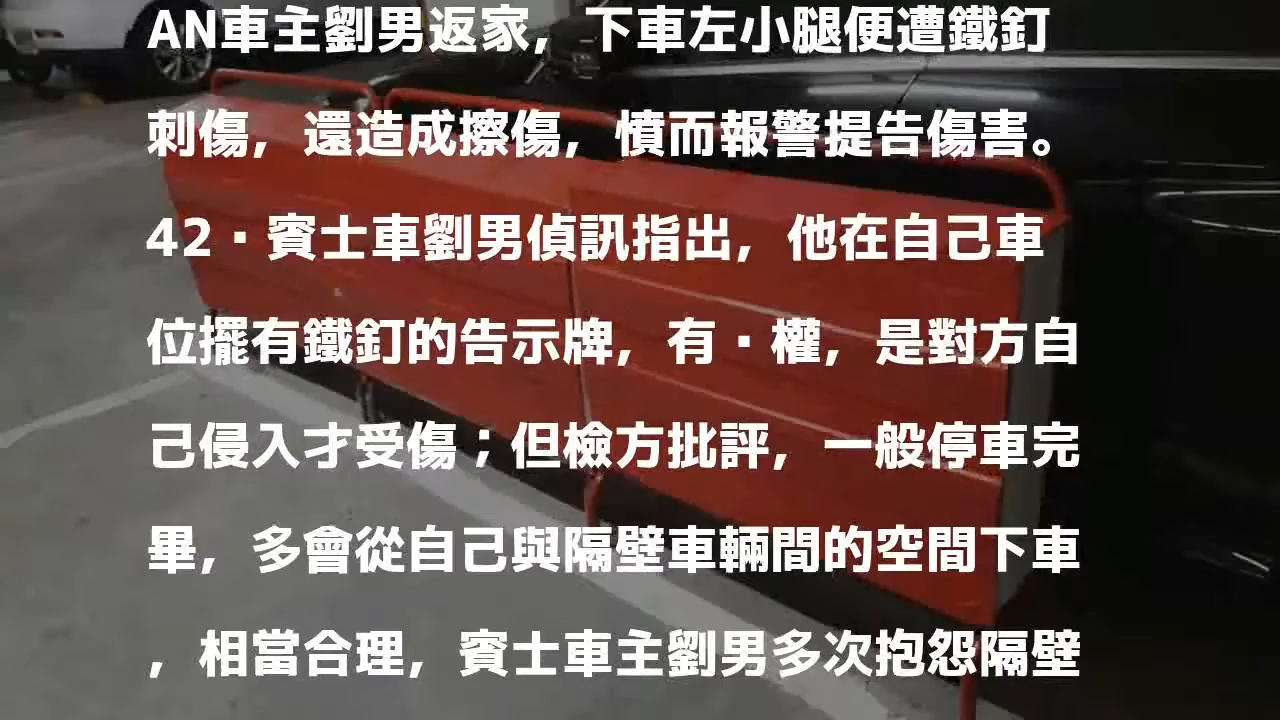 AN車主劉男返家，下車左小腿便遭鐵釘
刺傷，還造成擦傷，憤而報警提告傷害。
42·賓士車劉男偵訊指出，他在自己車
位擺有鐵釘的告示牌，有·權，是對方自
己侵入才受傷；但檢方批評，一般停車完
畢，多會從自己與隔壁車輛間的空間下車
，相當合理，賓士車主劉男多次抱怨隔壁